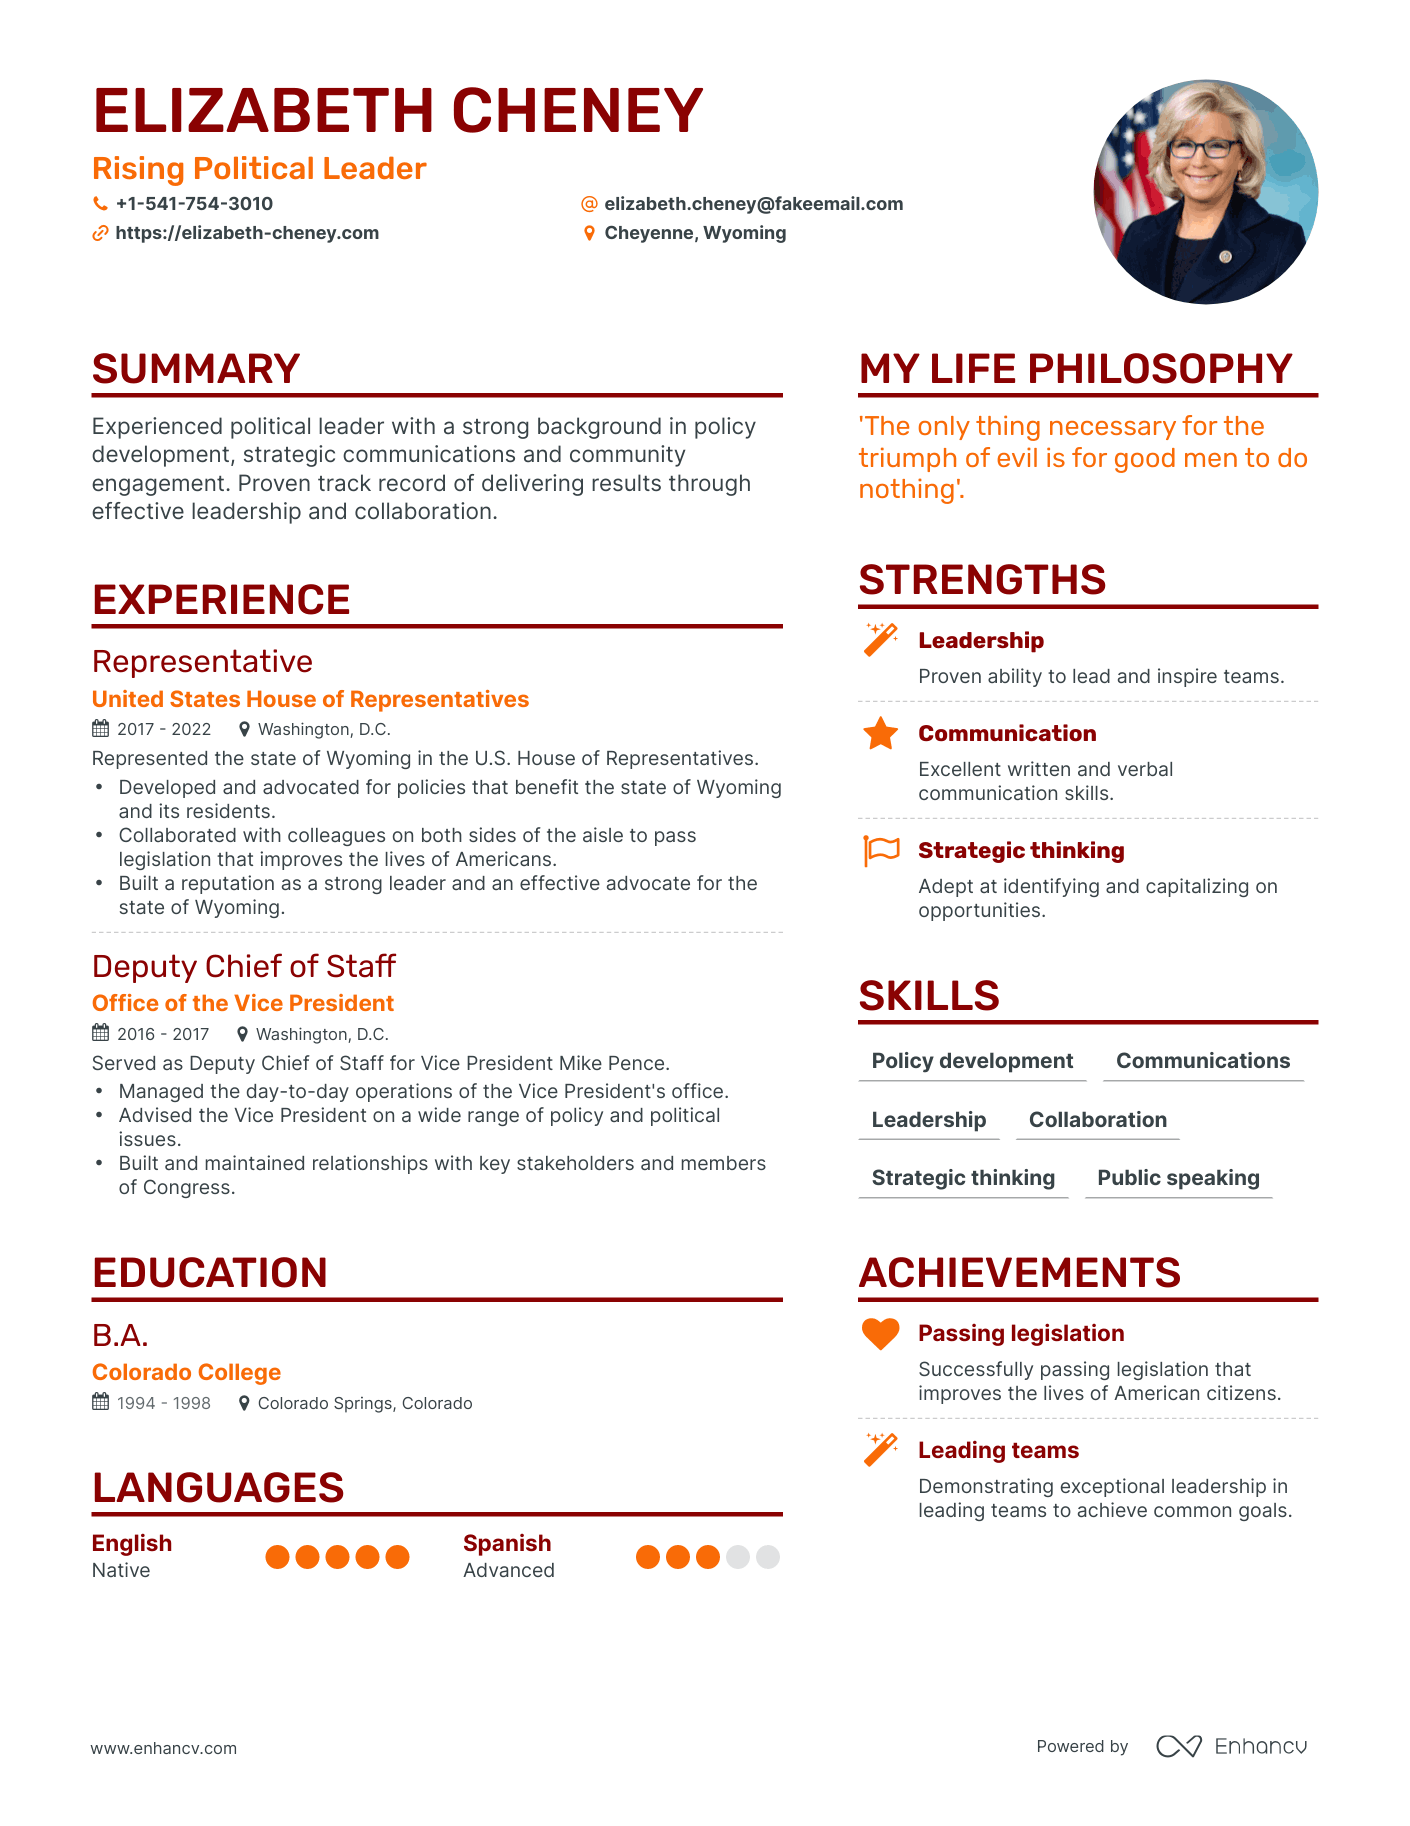 ELIZABETH CHENEY
Rising Political Leader
+1-541-754-3010
elizabeth.cheney@fakeemail.com
https://elizabeth-cheney.com
Cheyenne, Wyoming
SUMMARY
Experienced political leader with a strong background in policy
development, strategic communications and community
engagement. Proven track record of delivering results through
effective leadership and collaboration.
EXPERIENCE
Representative
United States House of Representatives
2017 - 2022
Washington, D.C.
Represented the state of Wyoming in the U.S. House of Representatives.
• Developed and advocated for policies that benefit the state of Wyoming
and its residents.
• Collaborated with colleagues on both sides of the aisle to pass
legislation that improves the lives of Americans.
• Built a reputation as a strong leader and an effective advocate for the
state of Wyoming.
Deputy Chief of Staff
Office of the Vice President
2016 - 2017
Washington, D.C.
Served as Deputy Chief of Staff for Vice President Mike Pence.
• Managed the day-to-day operations of the Vice President's office.
• Advised the Vice President on a wide range of policy and political
issues.
• Built and maintained relationships with key stakeholders and members
of Congress.
EDUCATION
B.A.
Colorado College
1994 - 1998
Colorado Springs, Colorado
LANGUAGES
English
Native
Spanish
Advanced
MY LIFE PHILOSOPHY
'The only thing necessary for the
triumph of evil is for good men to do
nothing'.
STRENGTHS
Leadership
Proven ability to lead and inspire teams.
Communication
Excellent written and verbal
communication skills.
Strategic thinking
Adept at identifying and capitalizing on
opportunities.
SKILLS
Policy development
Communications
Leadership
Collaboration
Strategic thinking
Public speaking
ACHIEVEMENTS
Passing legislation
Successfully passing legislation that
improves the lives of American citizens.
Leading teams
Demonstrating exceptional leadership in
leading teams to achieve common goals.
www.enhancv.com
Powered by
Enhancv